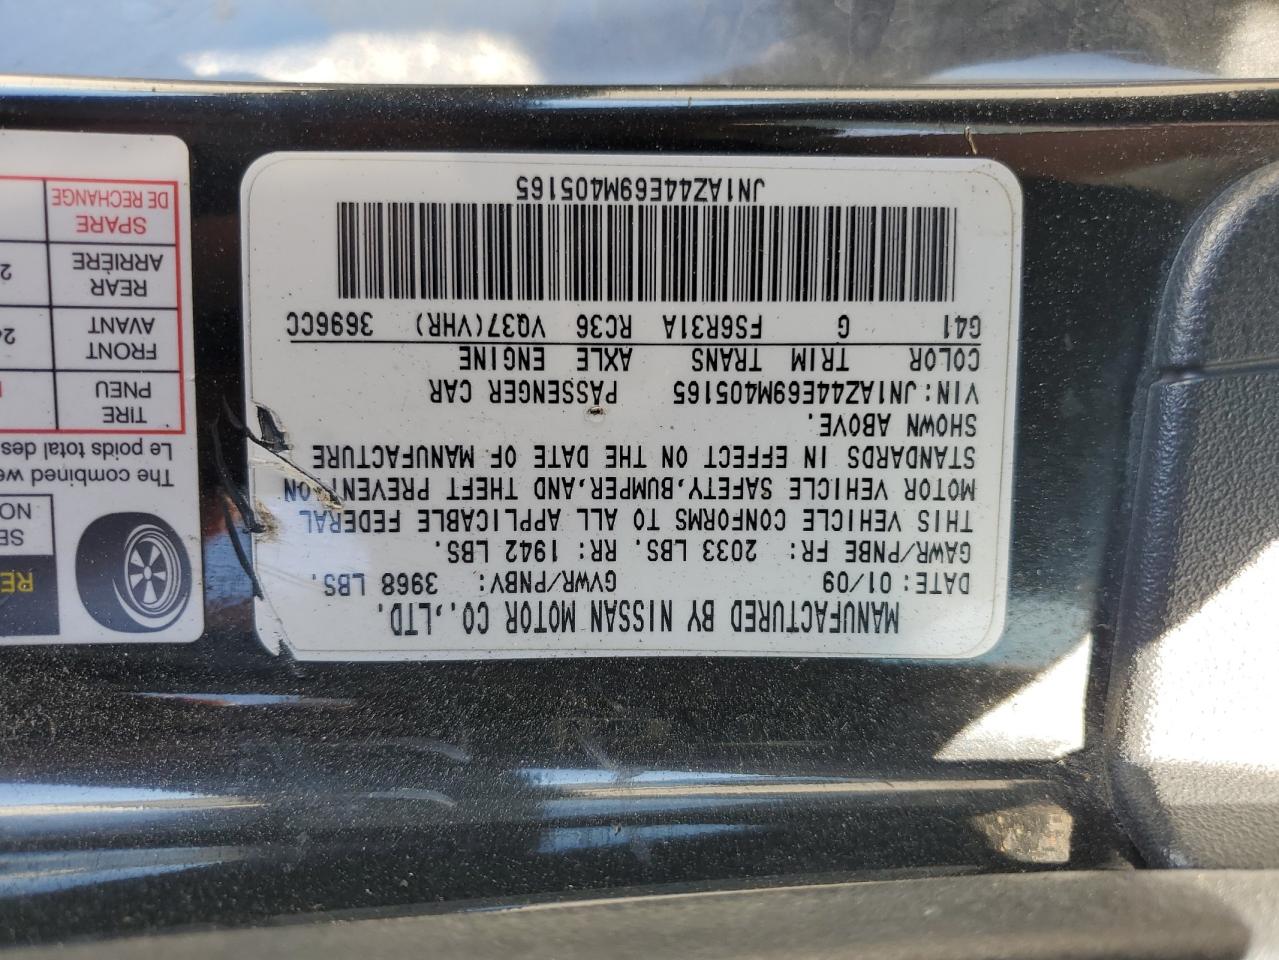 MANUFACTURED BY NISSAN MOTOR CO.,LTD.
DATE: 01/09 GVWR/PNBV: 3968 LBS.
GAWR/PNBE FR: 2033 LBS. RR: 1942 LBS.
THIS VEHICLE CONFORMS TO ALL APPLICABLE FEDERAL
MOTOR VEHICLE SAFETY,BUMPER,AND THEFT PREVENTION
STANDARDS IN EFFECT ON THE DATE OF MANUFACTURE
SHOWN ABOVE.
VIN: JN1AZ44E69M405165 PASSENGER CAR
COLOR TRIM TRANS AXLE ENGINE
G41 G FS6R31A RC36 VQ37(VHR) 3696CC
JN1AZ44E69M405165
The combined we
Le poids total des
TIRE
PNEU
FRONT
AVANT
REAR
ARRIÈRE
SPARE
DE RECHANGE